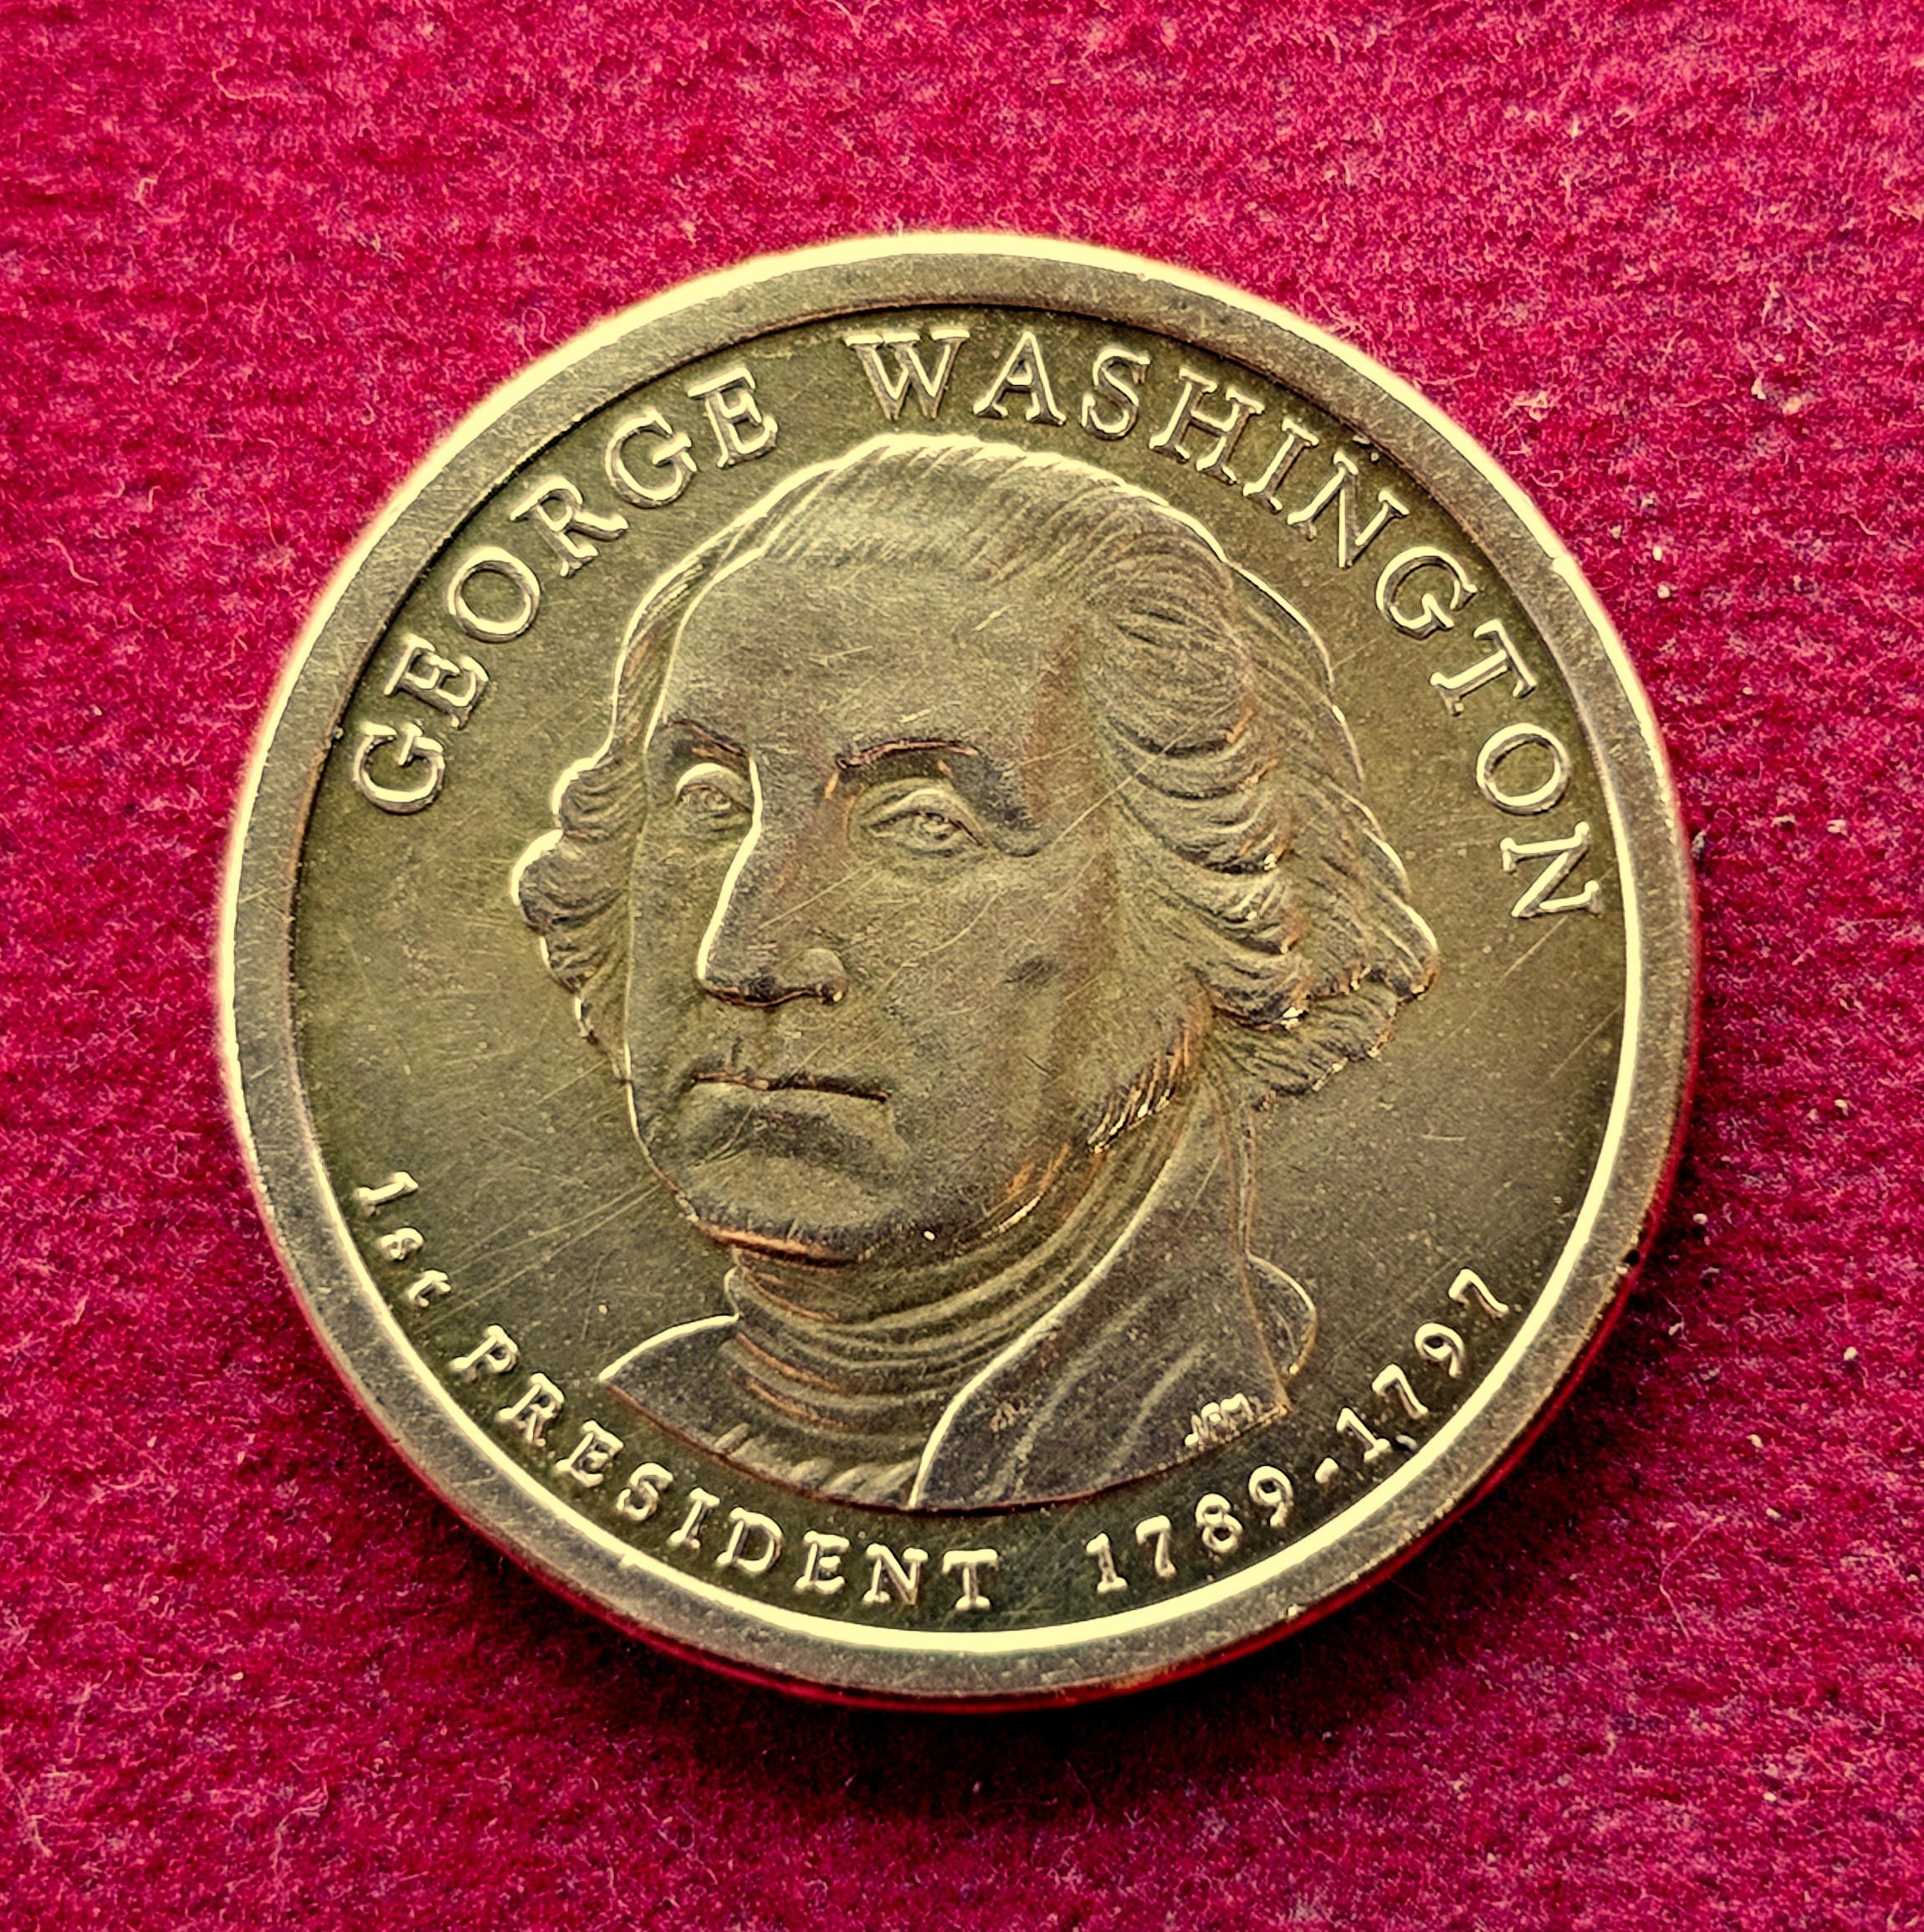 GEORGE WASHINGTON
1st PRESIDENT 1789-1797